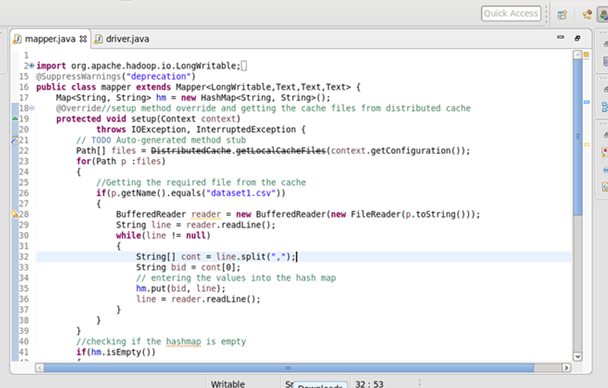 Quick Access
mapper.java
driver.java
1
2 import org.apache.hadoop.io.LongWritable;
15 @SuppressWarnings("deprecation")
16 public class mapper extends Mapper<LongWritable,Text,Text,Text> {
17 Map<String, String> hm = new HashMap<String, String>();
18 @Override//setup method override and getting the cache files from distributed cache
19 protected void setup(Context context)
20 throws IOException, InterruptedException {
21 // TODO Auto-generated method stub
22 Path[] files = DistributedCache.getLocalCacheFiles(context.getConfiguration());
23 for(Path p :files)
24 {
25 //Getting the required file from the cache
26 if(p.getName().equals("dataset1.csv"))
27 {
28 BufferedReader reader = new BufferedReader(new FileReader(p.toString()));
29 String line = reader.readLine();
30 while(line != null)
31 {
32 String[] cont = line.split(",");
33 String bid = cont[0];
34 // entering the values into the hash map
35 hm.put(bid, line);
36 line = reader.readLine();
37 }
38 }
39 }
40 //checking if the hashmap is empty
41 if(hm.isEmpty())
Writable
32 : 53